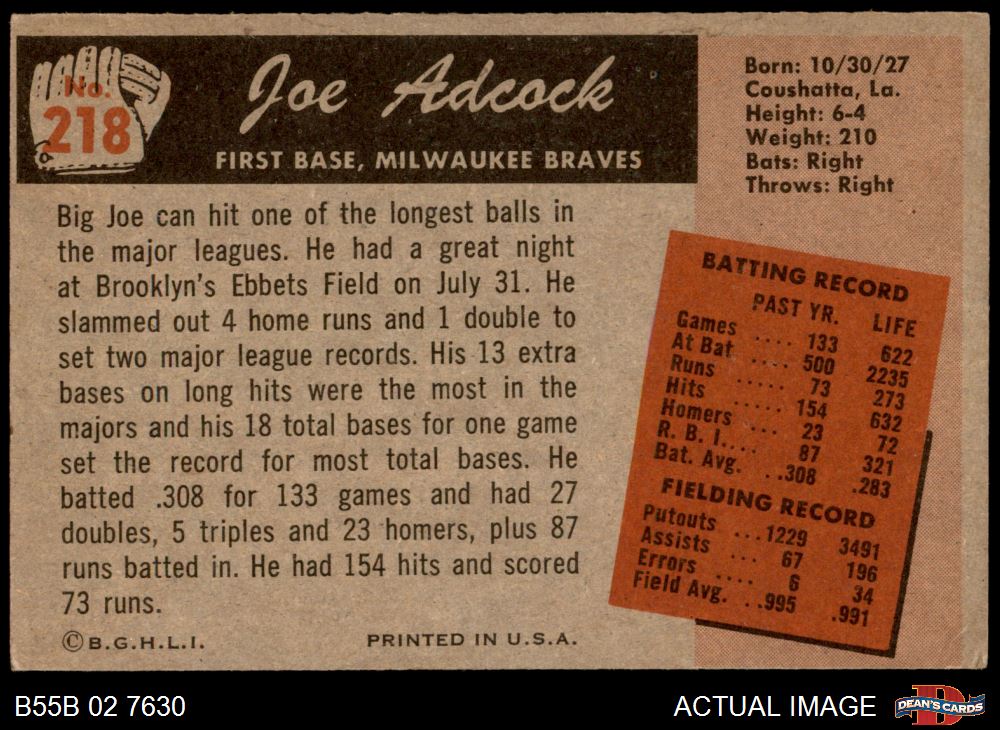 No.
218
Joe Adcock
FIRST BASE, MILWAUKEE BRAVES
Born: 10/30/27
Coushatta, La.
Height: 6-4
Weight: 210
Bats: Right
Throws: Right
Big Joe can hit one of the longest balls in
the major leagues. He had a great night
at Brooklyn's Ebbets Field on July 31. He
slammed out 4 home runs and 1 double to
set two major league records. His 13 extra
bases on long hits were the most in the
majors and his 18 total bases for one game
set the record for most total bases. He
batted .308 for 133 games and had 27
doubles, 5 triples and 23 homers, plus 87
runs batted in. He had 154 hits and scored
73 runs.
©B.G.H.L.I. PRINTED IN U.S.A.
BATTING RECORD
PAST YR. LIFE
Games .... 133 622
At Bat .... 500 2235
Runs ..... 73 273
Hits ..... 154 632
Homers .... 23 72
R. B. I.... 87 321
Bat. Avg. ..308 .283
FIELDING RECORD
Putouts ...1229 3491
Assists ... 67 196
Errors .... 6 34
Field Avg. ..995 .991
B55B 02 7630
ACTUAL IMAGE
D
DEAN'S CARDS